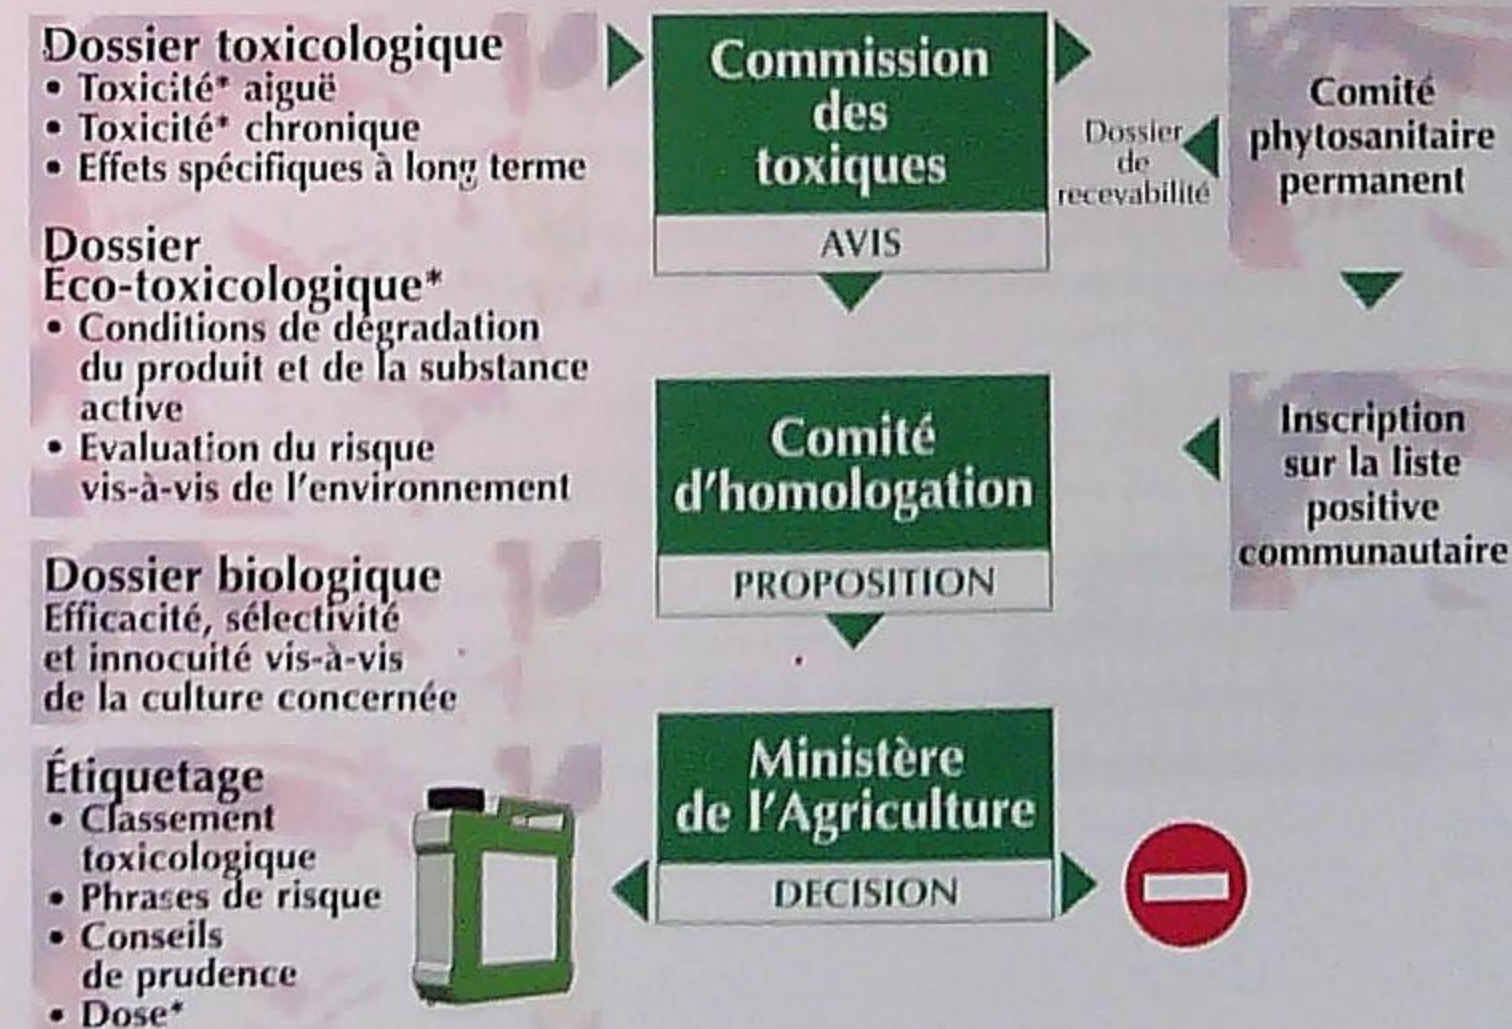 Dossier toxicologique
• Toxicité* aiguë
• Toxicité* chronique
• Effets spécifiques à long terme
Dossier
Éco-toxicologique*
• Conditions de dégradation
du produit et de la substance
active
• Evaluation du risque
vis-à-vis de l'environnement
Dossier biologique
Efficacité, sélectivité
et innocuité vis-à-vis
de la culture concernée
Étiquetage
• Classement
toxicologique
• Phrases de risque
• Conseils
de prudence
• Dose*
Commission
des
toxiques
AVIS
Dossier
de
recevabilité
Comité
phytosanitaire
permanent
Comité
d'homologation
PROPOSITION
Inscription
sur la liste
positive
communautaire
Ministère
de l'Agriculture
DECISION